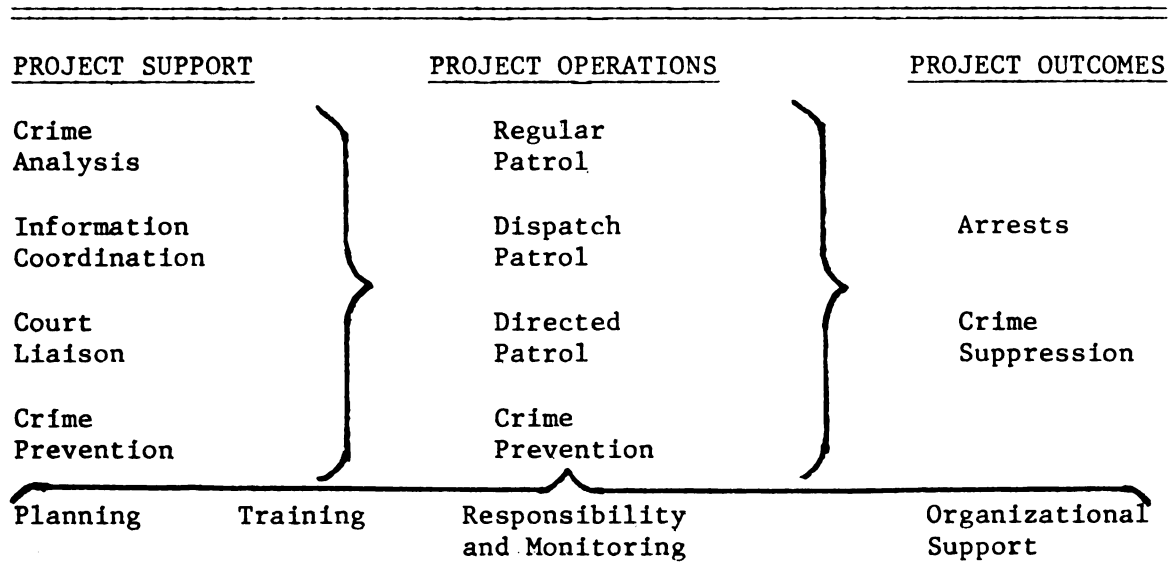 PROJECT SUPPORT PROJECT OPERATIONS PROJECT OUTCOMES
Crime Regular
Analysis Patrol
Information Dispatch Arrests
Coordination Patrol
Court Directed Crime
Liaison Patrol Suppression
Crime Crime
Prevention Prevention
Planning Training Responsibility Organizational
and Monitoring Support